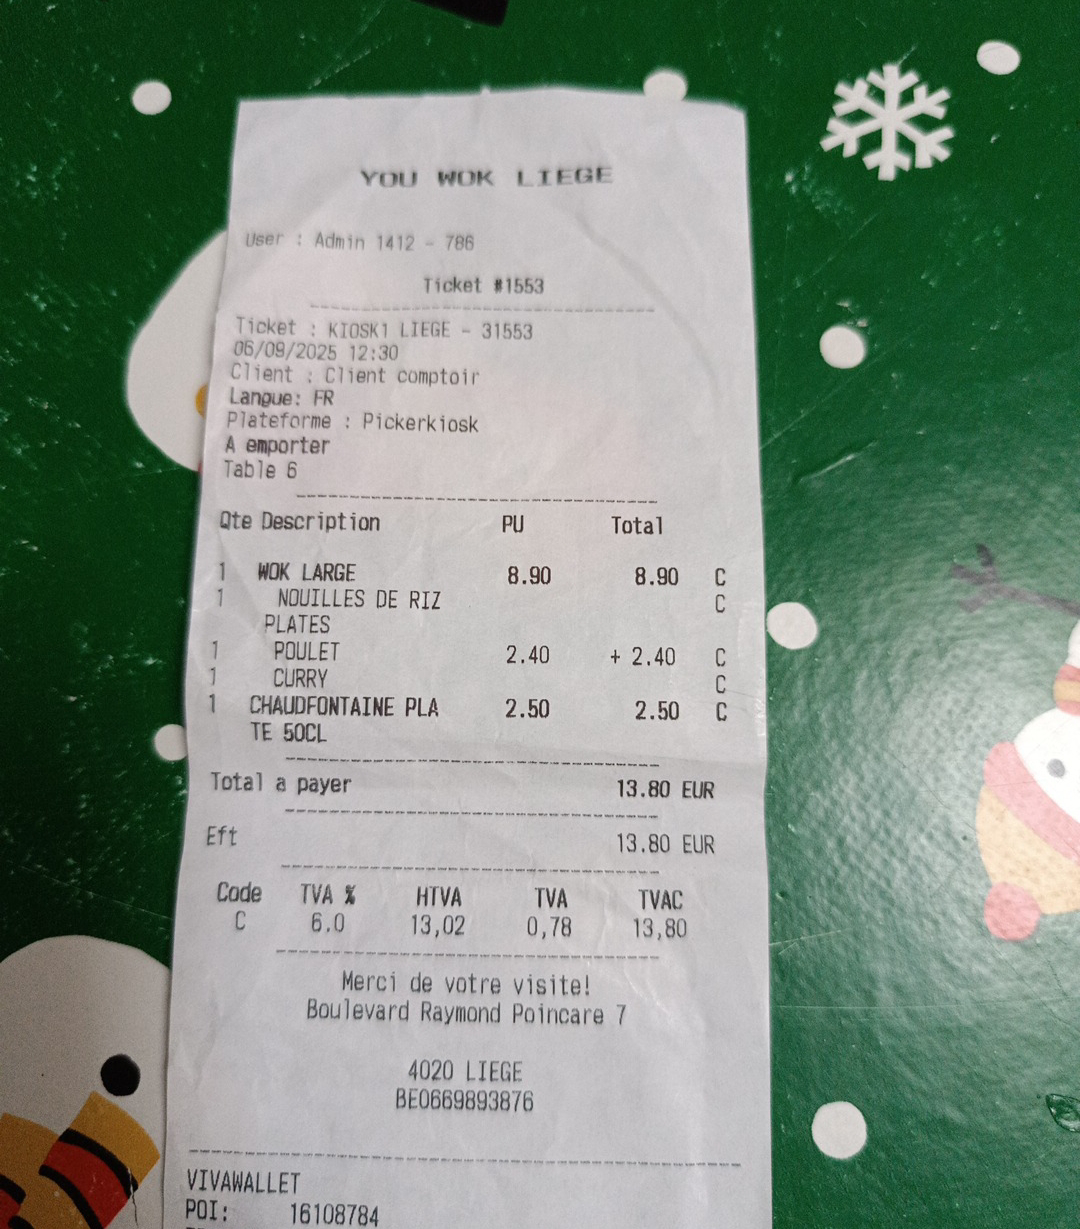 YOU WOK LIEGE
User : Admin 1412 - 786
Ticket #1553
Ticket : KIOSK1 LIEGE - 31553
06/09/2025 12:30
Client : Client comptoir
Langue: FR
Plateforme : Pickerkiosk
A emporter
Table 6
Qte Description PU Total
1 WOK LARGE 8.90 8.90 C
1 NOUILLES DE RIZ C
PLATES
1 POULET 2.40 + 2.40 C
1 CURRY C
1 CHAUDFONTAINE PLA 2.50 2.50 C
TE 50CL
Total a payer 13.80 EUR
Eft 13.80 EUR
Code TVA % HTVA TVA TVAC
C 6.0 13,02 0,78 13,80
Merci de votre visite!
Boulevard Raymond Poincare 7
4020 LIEGE
BE0669893876
VIVAWALLET
POI: 16108784